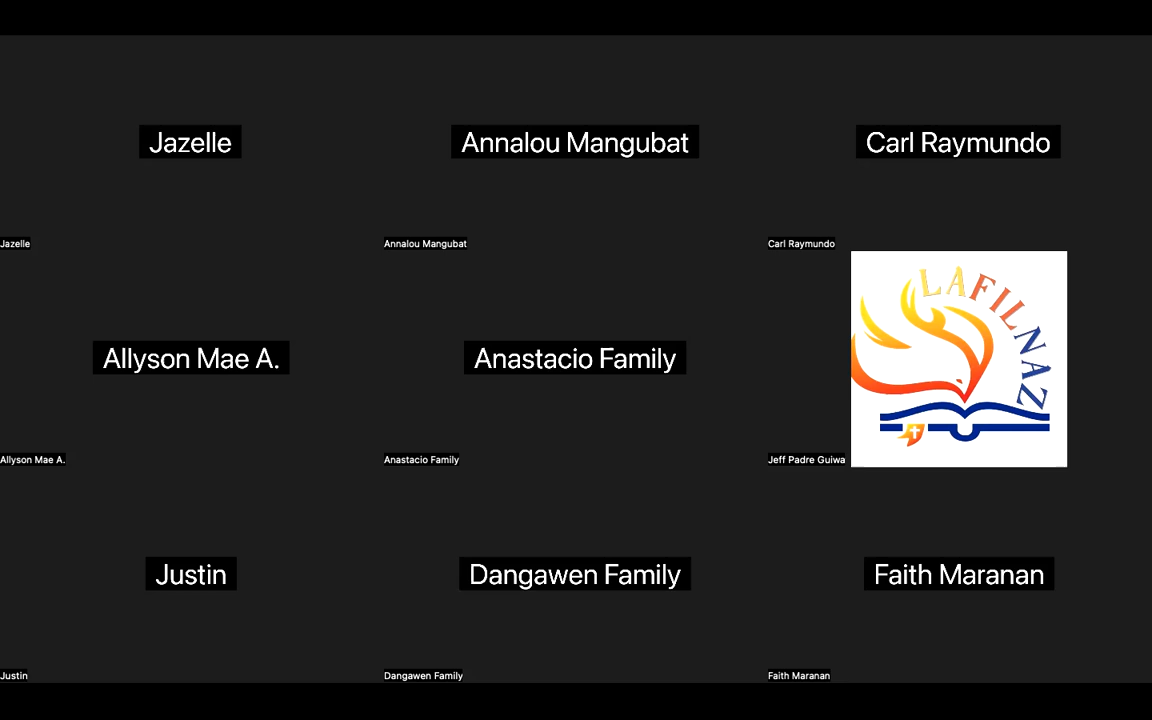 Jazelle
Annalou Mangubat
Carl Raymundo
Jazelle
Annalou Mangubat
Carl Raymundo
Allyson Mae A.
Anastacio Family
LAFILNAZ
Allyson Mae A.
Anastacio Family
Jeff Padre Guiwa
Justin
Dangawen Family
Faith Maranan
Justin
Dangawen Family
Faith Maranan